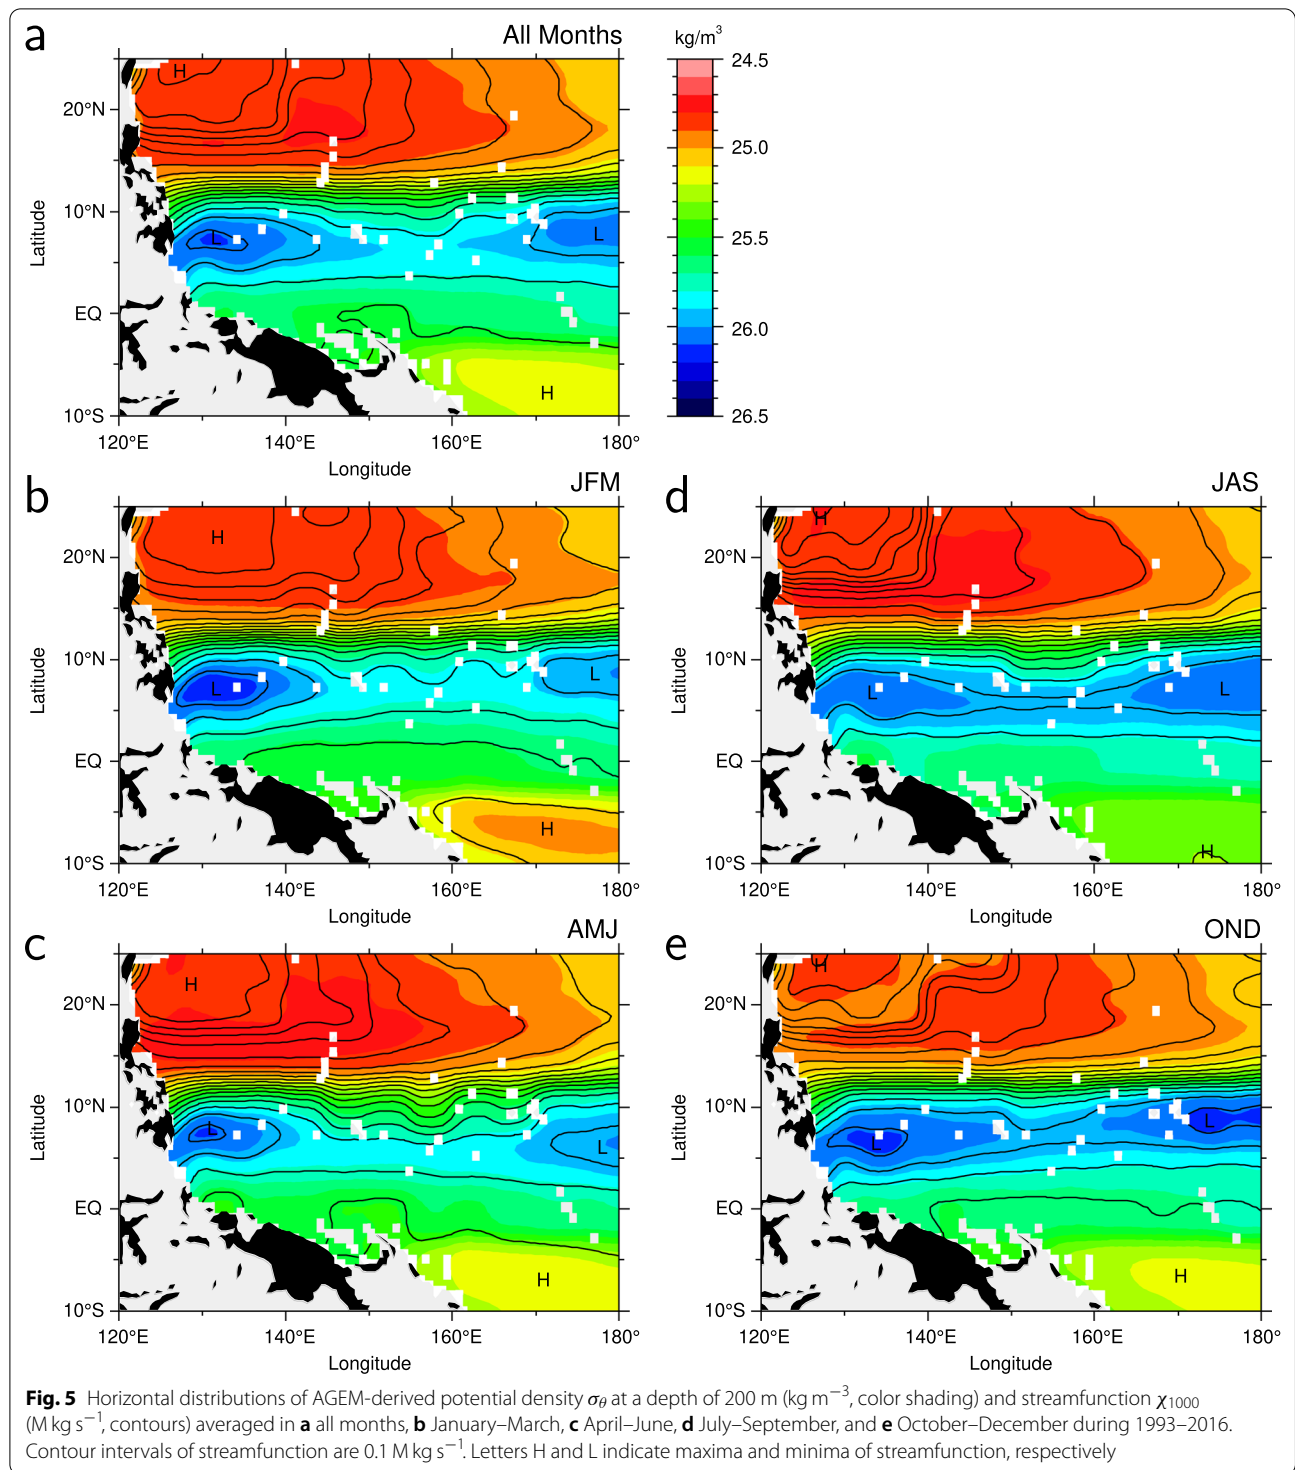 a
All Months
kg/m³
24.5
25.0
25.5
26.0
26.5
H
L
L
H
20°N
10°N
EQ
10°S
Latitude
120°E 140°E 160°E 180°
Longitude
b
JFM
H
L
J
H
20°N
10°N
EQ
10°S
Latitude
120°E 140°E 160°E 180°
Longitude
d
JAS
H
L
L
H
20°N
10°N
EQ
10°S
Latitude
120°E 140°E 160°E 180°
Longitude
c
AMJ
H
L
L
H
20°N
10°N
EQ
10°S
Latitude
120°E 140°E 160°E 180°
Longitude
e
OND
H
L
L
H
20°N
10°N
EQ
10°S
Latitude
120°E 140°E 160°E 180°
Longitude
Fig. 5 Horizontal distributions of AGEM-derived potential density σθ at a depth of 200 m (kg m⁻³, color shading) and streamfunction χ₁₀₀₀
(M kg s⁻¹, contours) averaged in a all months, b January–March, c April–June, d July–September, and e October–December during 1993–2016.
Contour intervals of streamfunction are 0.1 M kg s⁻¹. Letters H and L indicate maxima and minima of streamfunction, respectively